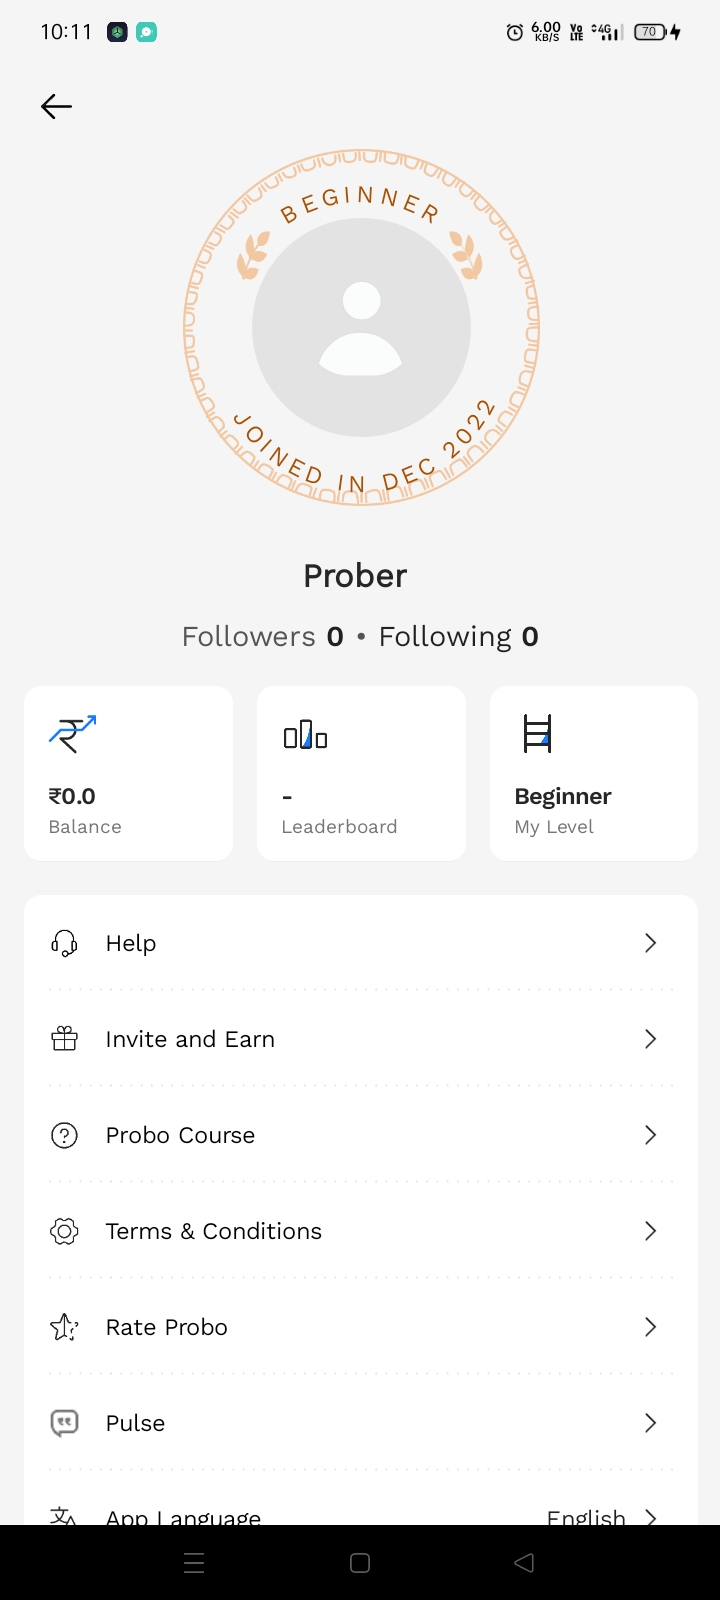 10:11
6.00
KB/S
Vo
LTE
4G
70
BEGINNER
JOINED IN DEC 2022
Prober
Followers 0 • Following 0
₹0.0
Balance
-
Leaderboard
Beginner
My Level
Help
Invite and Earn
Probo Course
Terms & Conditions
Rate Probo
Pulse
App Language English